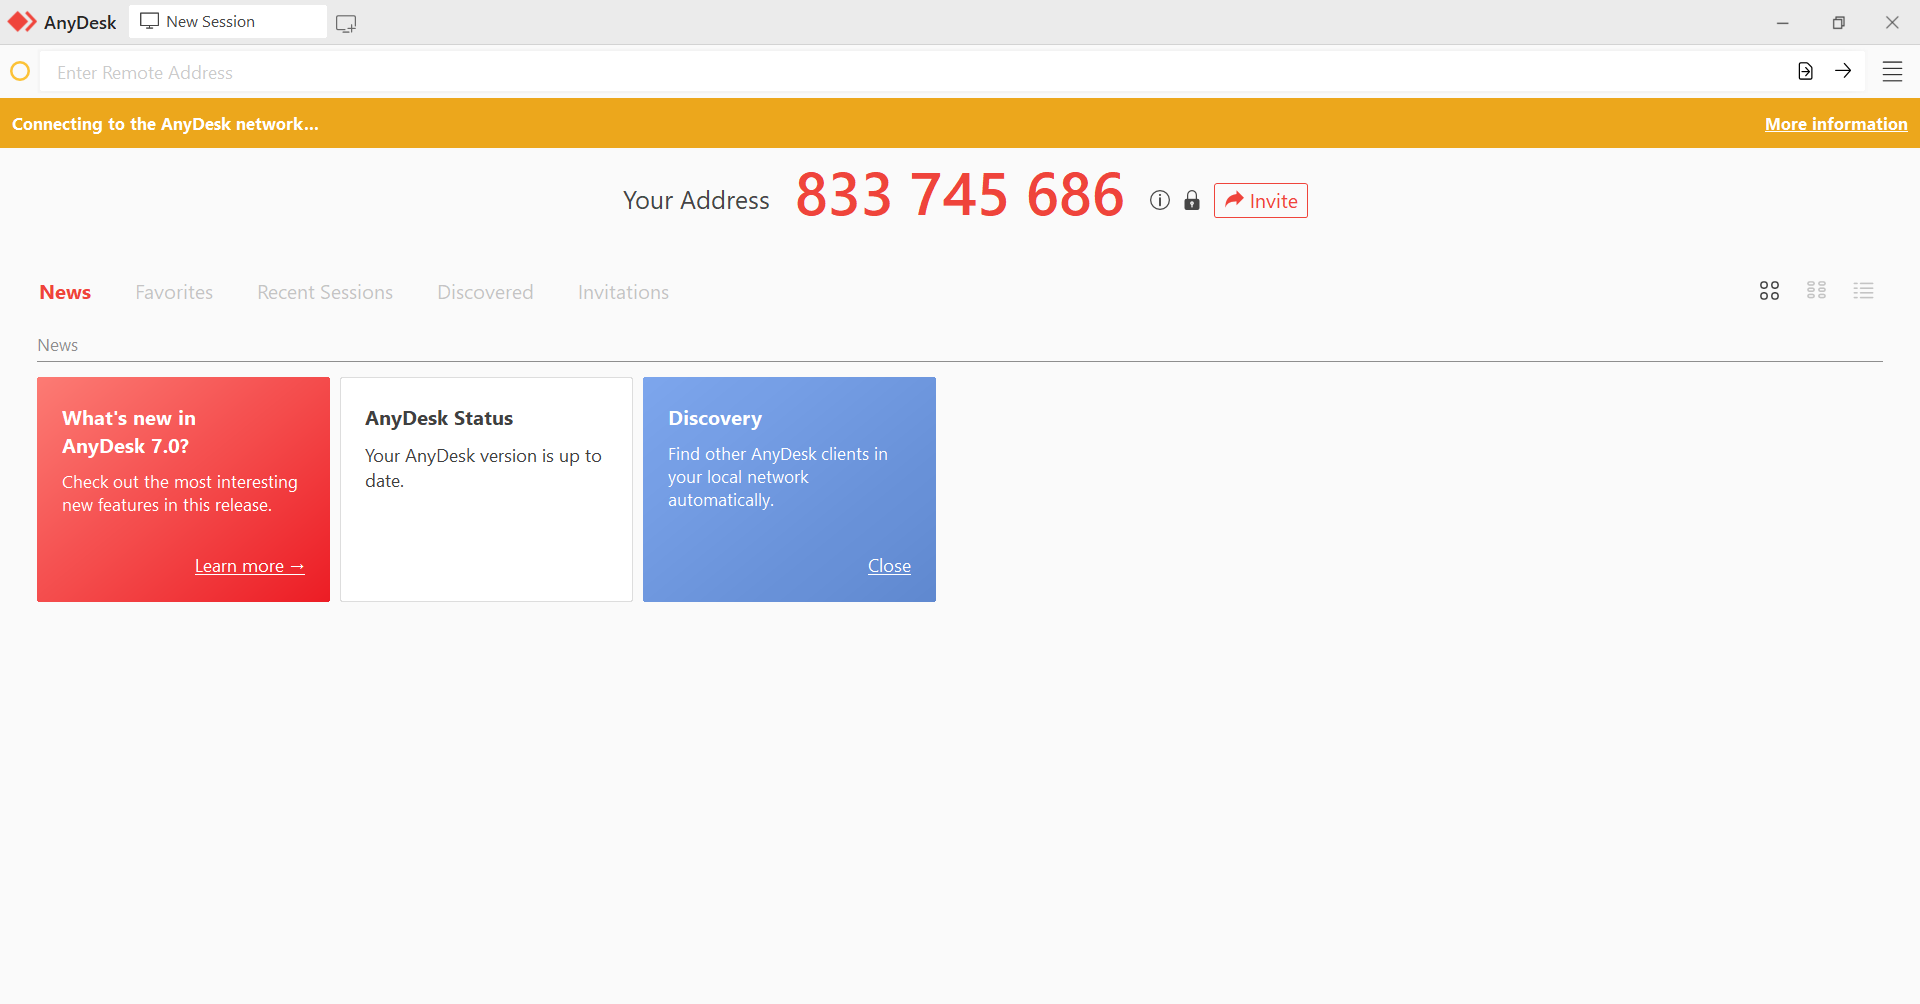 AnyDesk
New Session
Enter Remote Address
Connecting to the AnyDesk network...
More information
Your Address 833 745 686 Invite
News Favorites Recent Sessions Discovered Invitations
News
What's new in
AnyDesk 7.0?
Check out the most interesting
new features in this release.
Learn more →
AnyDesk Status
Your AnyDesk version is up to
date.
Discovery
Find other AnyDesk clients in
your local network
automatically.
Close